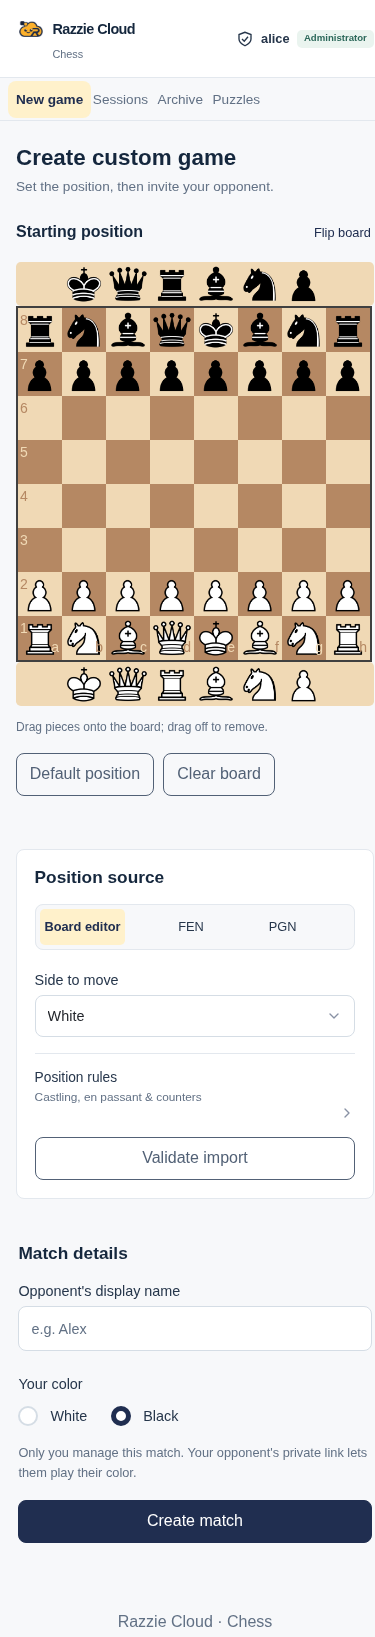 Razzie Cloud
Chess
alice Administrator
New game Sessions Archive Puzzles
Create custom game
Set the position, then invite your opponent.
Starting position Flip board
8
7
6
5
4
3
2
1 a b c d e f g h
Drag pieces onto the board; drag off to remove.
Default position Clear board
Position source
Board editor FEN PGN
Side to move
White
Position rules
Castling, en passant & counters
Validate import
Match details
Opponent's display name
e.g. Alex
Your color
White Black
Only you manage this match. Your opponent's private link lets
them play their color.
Create match
Razzie Cloud · Chess